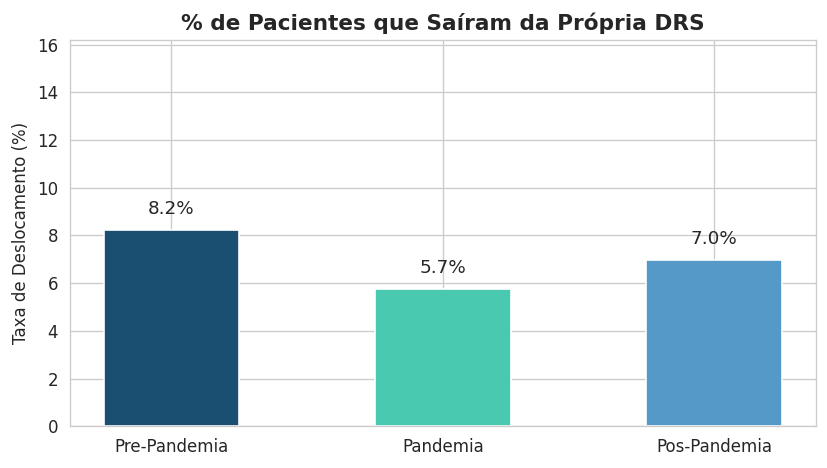 % de Pacientes que Saíram da Própria DRS
Taxa de Deslocamento (%)
16
14
12
10
8
6
4
2
0
8.2%
5.7%
7.0%
Pre-Pandemia
Pandemia
Pos-Pandemia